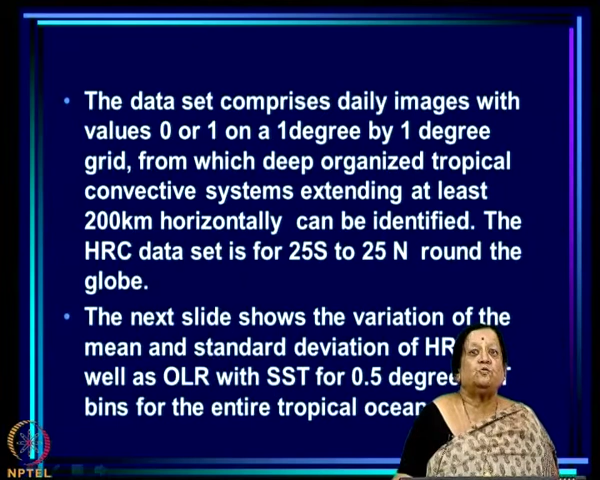 The data set comprises daily images with
values 0 or 1 on a 1degree by 1 degree
grid, from which deep organized tropical
convective systems extending at least
200km horizontally can be identified. The
HRC data set is for 25S to 25 N round the
globe.
The next slide shows the variation of the
mean and standard deviation of
well as OLR with SST for 0.5 degree
bins for the entire tropical
NPTEL